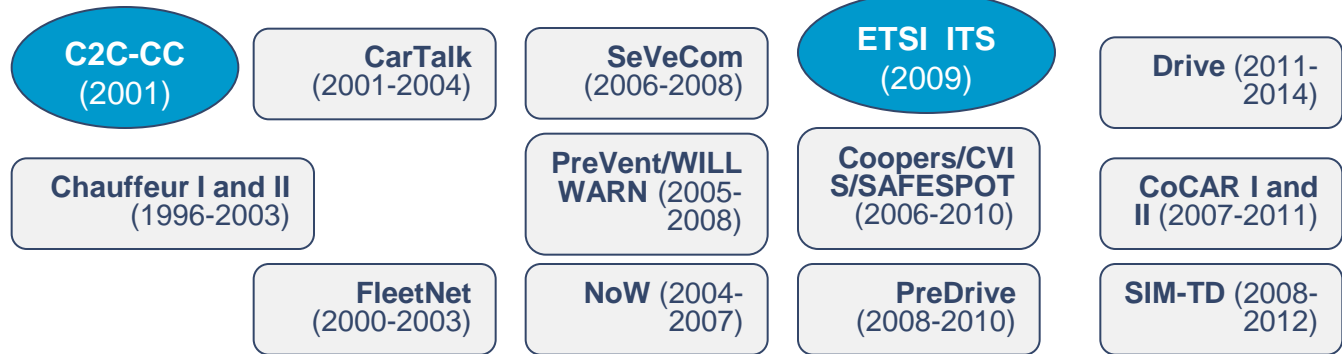 C2C-CC
(2001)
CarTalk
(2001-2004)
SeVeCom
(2006-2008)
ETSI ITS
(2009)
Drive (2011-
2014)
Chauffeur I and II
(1996-2003)
PreVent/WILL
WARN (2005-
2008)
Coopers/CVI
S/SAFESPOT
(2006-2010)
CoCAR I and
II (2007-2011)
FleetNet
(2000-2003)
NoW (2004-
2007)
PreDrive
(2008-2010)
SIM-TD (2008-
2012)